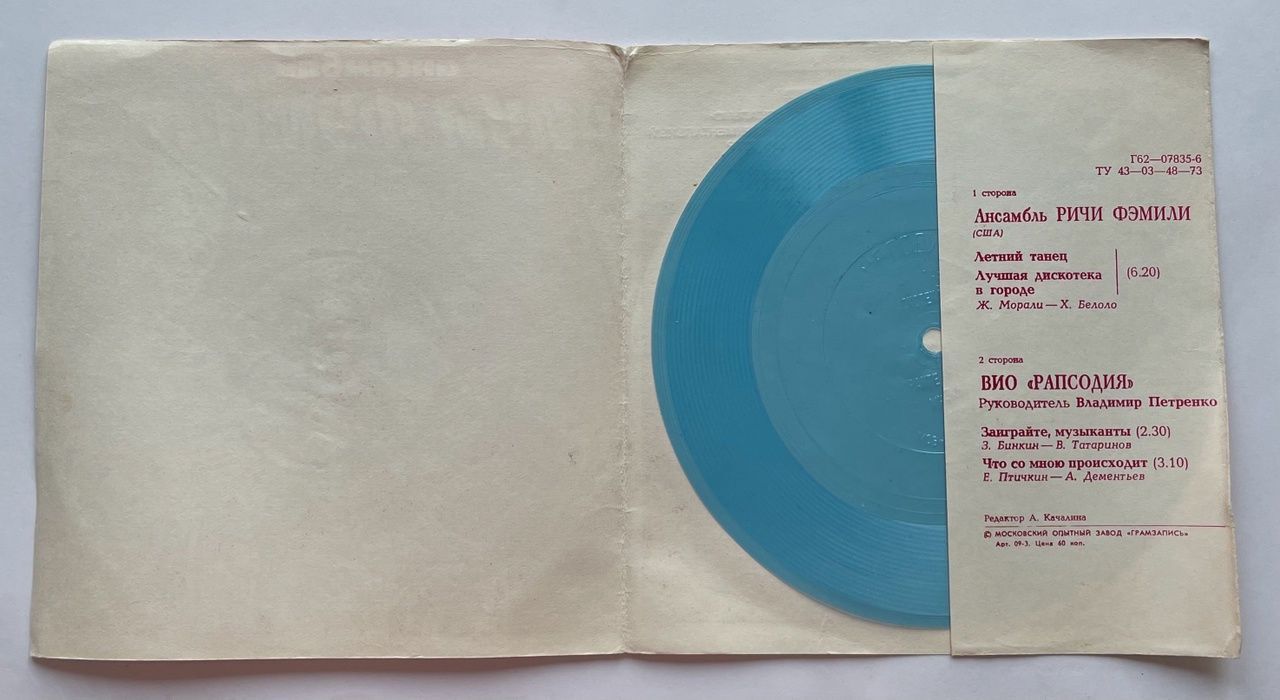 Г62—07835-6
ТУ 43—03—48—73
1 сторона
Ансамбль РИЧИ ФЭМИЛИ
(США)
Летний танец
Лучшая дискотека
в городе
(6.20)
Ж. Морали — Х. Белоло
2 сторона
ВИО «РАПСОДИЯ»
Руководитель Владимир Петренко
Заиграйте, музыканты (2.30)
З. Бинкин — В. Татаринов
Что со мною происходит (3.10)
Е. Птичкин — А. Дементьев
Редактор А. Качалина
© МОСКОВСКИЙ ОПЫТНЫЙ ЗАВОД «ГРАМЗАПИСЬ»
Арт. 09-3. Цена 60 коп.